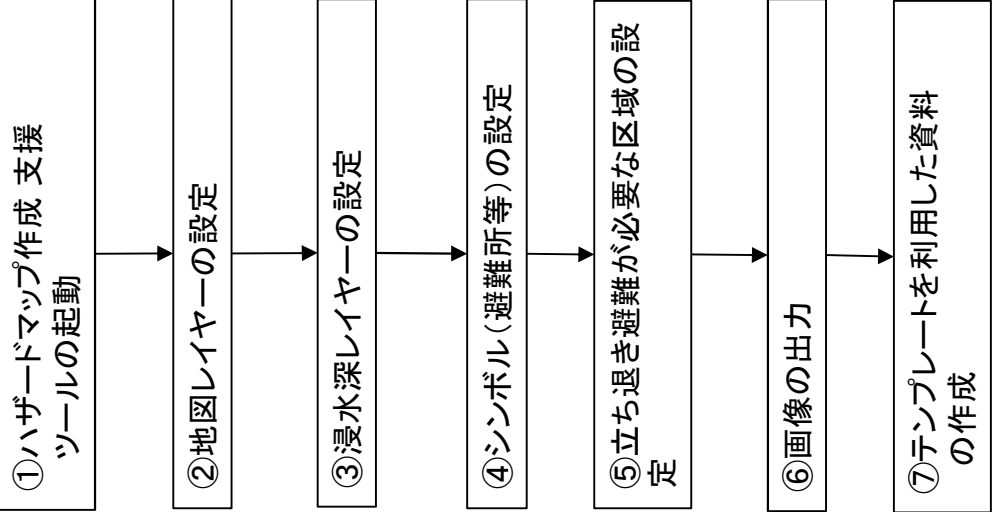 ①ハザードマップ作成 支援
ツールの起動
②地図レイヤーの設定
③浸水深レイヤーの設定
④シンボル（避難所等）の設定
⑤立ち退き避難が必要な区域の設
定
⑥画像の出力
⑦テンプレートを利用した資料
の作成